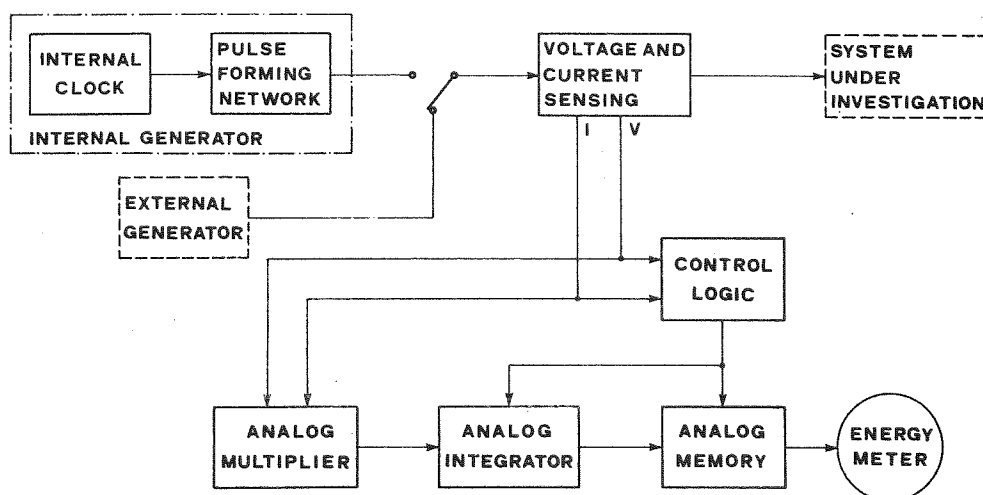 INTERNAL
CLOCK
PULSE
FORMING
NETWORK
INTERNAL GENERATOR
VOLTAGE AND
CURRENT
SENSING
I V
SYSTEM
UNDER
INVESTIGATION
EXTERNAL
GENERATOR
CONTROL
LOGIC
ANALOG
MULTIPLIER
ANALOG
INTEGRATOR
ANALOG
MEMORY
ENERGY
METER